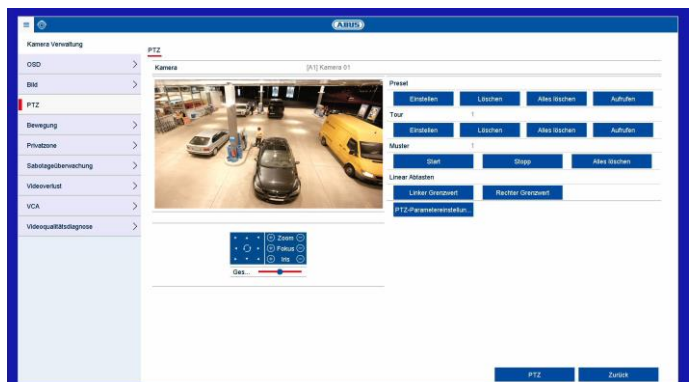 ABUS
Kamera Verwaltung
OSD
Bild
PTZ
Bewegung
Privatzone
Sabotageüberwachung
Videoverlust
VCA
Videoqualitätsdiagnose
PTZ
Kamera [A1] Kamera 01
Zoom
Fokus
Iris
Ges...
Preset
Einstellen Löschen Alles löschen Aufrufen
Tour 1
Einstellen Löschen Alles löschen Aufrufen
Muster 1
Start Stopp Alles löschen
Linear Abtasten
Linker Grenzwert Rechter Grenzwert
PTZ-Parametereinstellun...
PTZ Zurück